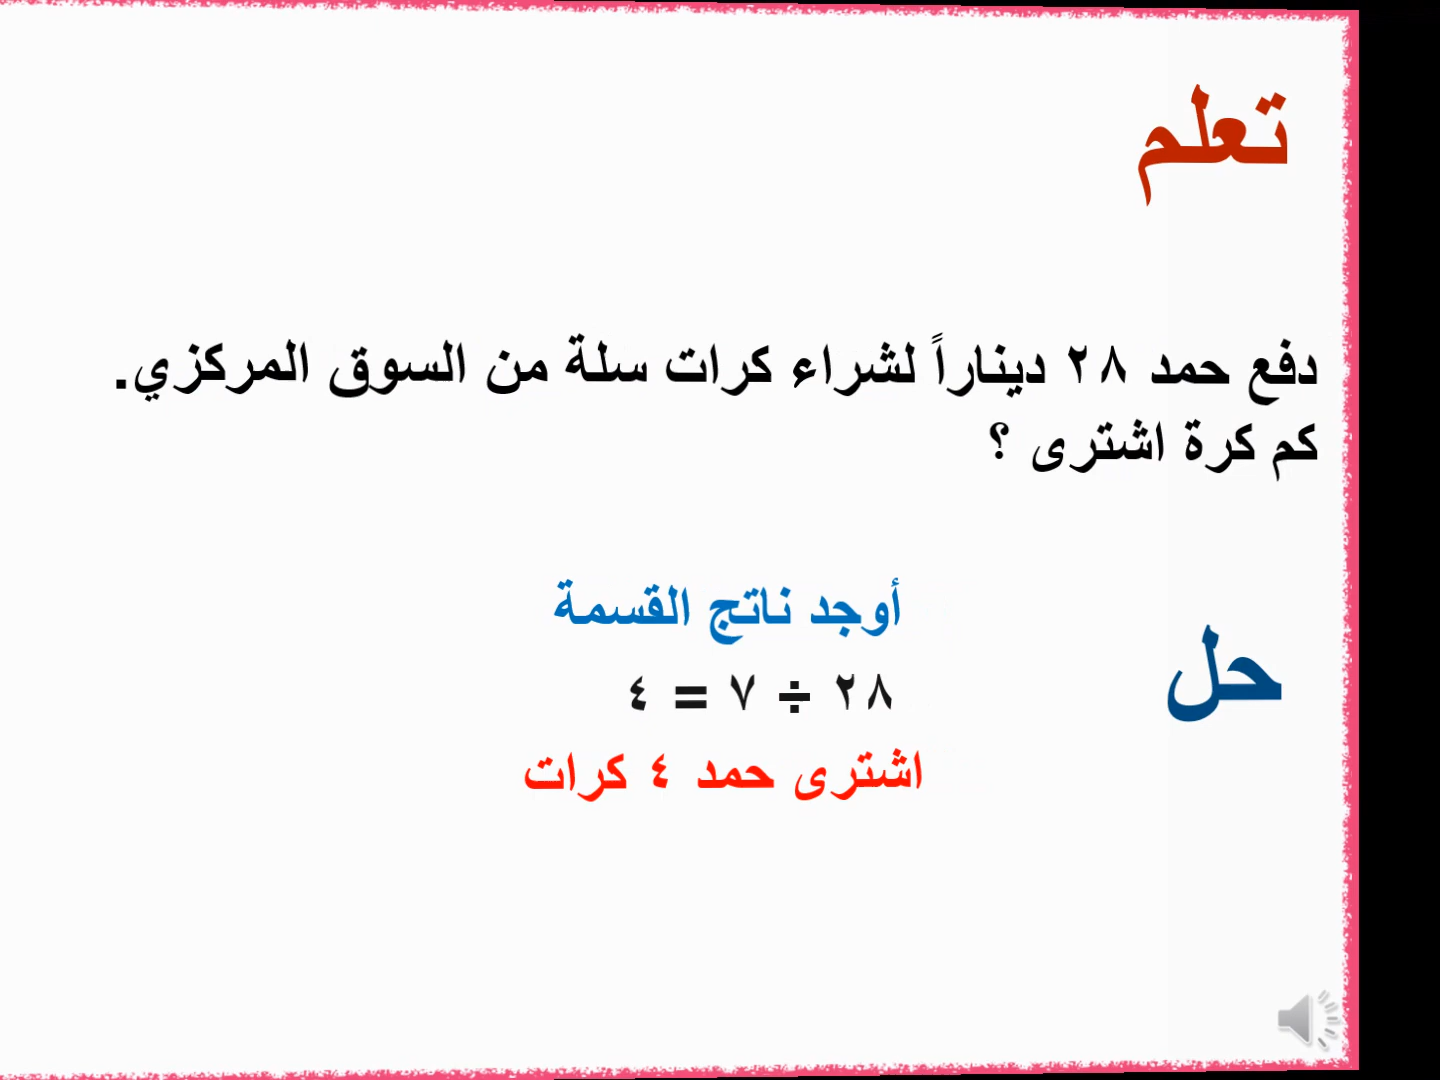 تعلم
دفع حمد ٢٨ ديناراً لشراء كرات سلة من السوق المركزي.
كم كرة اشترى ؟
أوجد ناتج القسمة
حل
٢٨ ÷ ٧ = ٤
اشترى حمد ٤ كرات